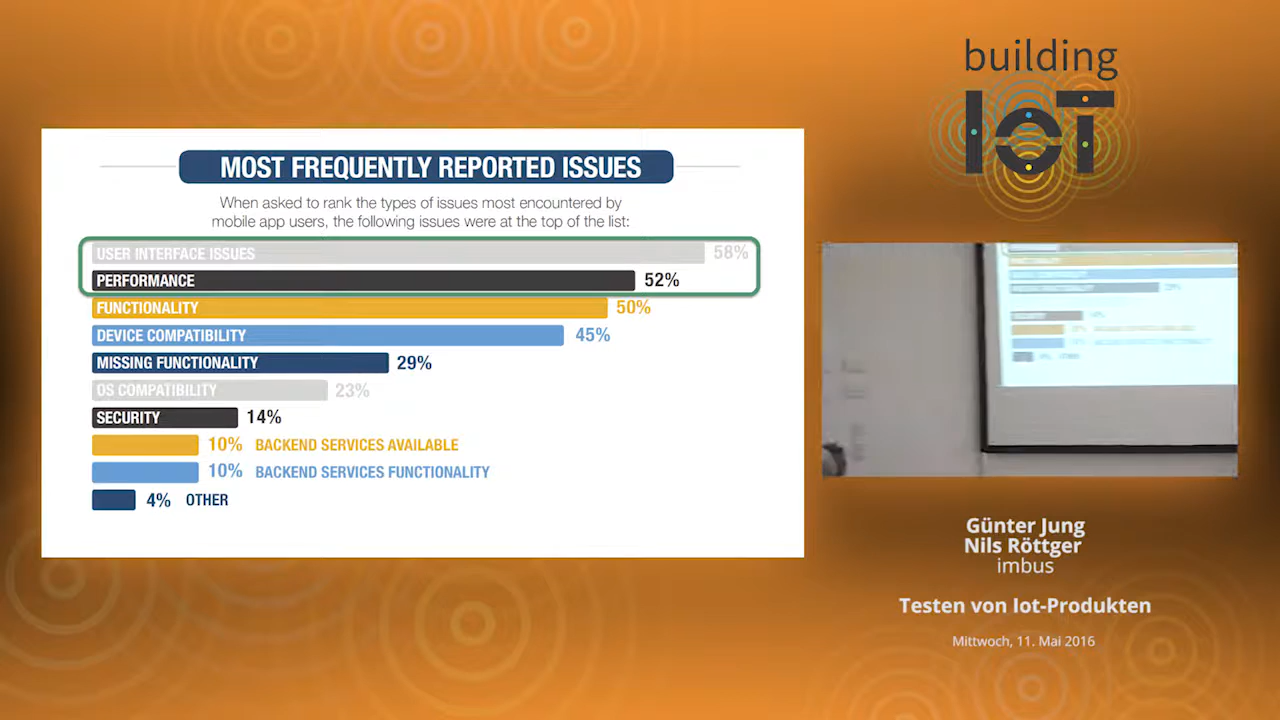 building
IoT
MOST FREQUENTLY REPORTED ISSUES
When asked to rank the types of issues most encountered by
mobile app users, the following issues were at the top of the list:
USER INTERFACE ISSUES 58%
PERFORMANCE 52%
FUNCTIONALITY 50%
DEVICE COMPATIBILITY 45%
MISSING FUNCTIONALITY 29%
OS COMPATIBILITY 23%
SECURITY 14%
10% BACKEND SERVICES AVAILABLE
10% BACKEND SERVICES FUNCTIONALITY
4% OTHER
Günter Jung
Nils Röttger
imbus
Testen von Iot-Produkten
Mittwoch, 11. Mai 2016